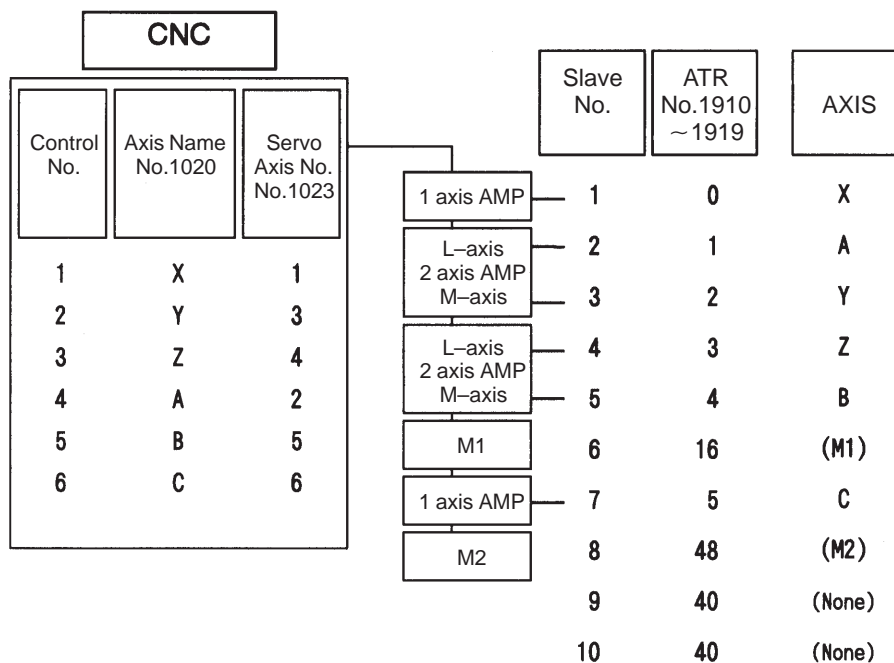 CNC
Control
No.
Axis Name
No.1020
Servo
Axis No.
No.1023
1 X 1
2 Y 3
3 Z 4
4 A 2
5 B 5
6 C 6
1 axis AMP
L–axis
2 axis AMP
M–axis
L–axis
2 axis AMP
M–axis
M1
1 axis AMP
M2
Slave
No.
ATR
No.1910
～1919
AXIS
1 0 X
2 1 A
3 2 Y
4 3 Z
5 4 B
6 16 (M1)
7 5 C
8 48 (M2)
9 40 (None)
10 40 (None)